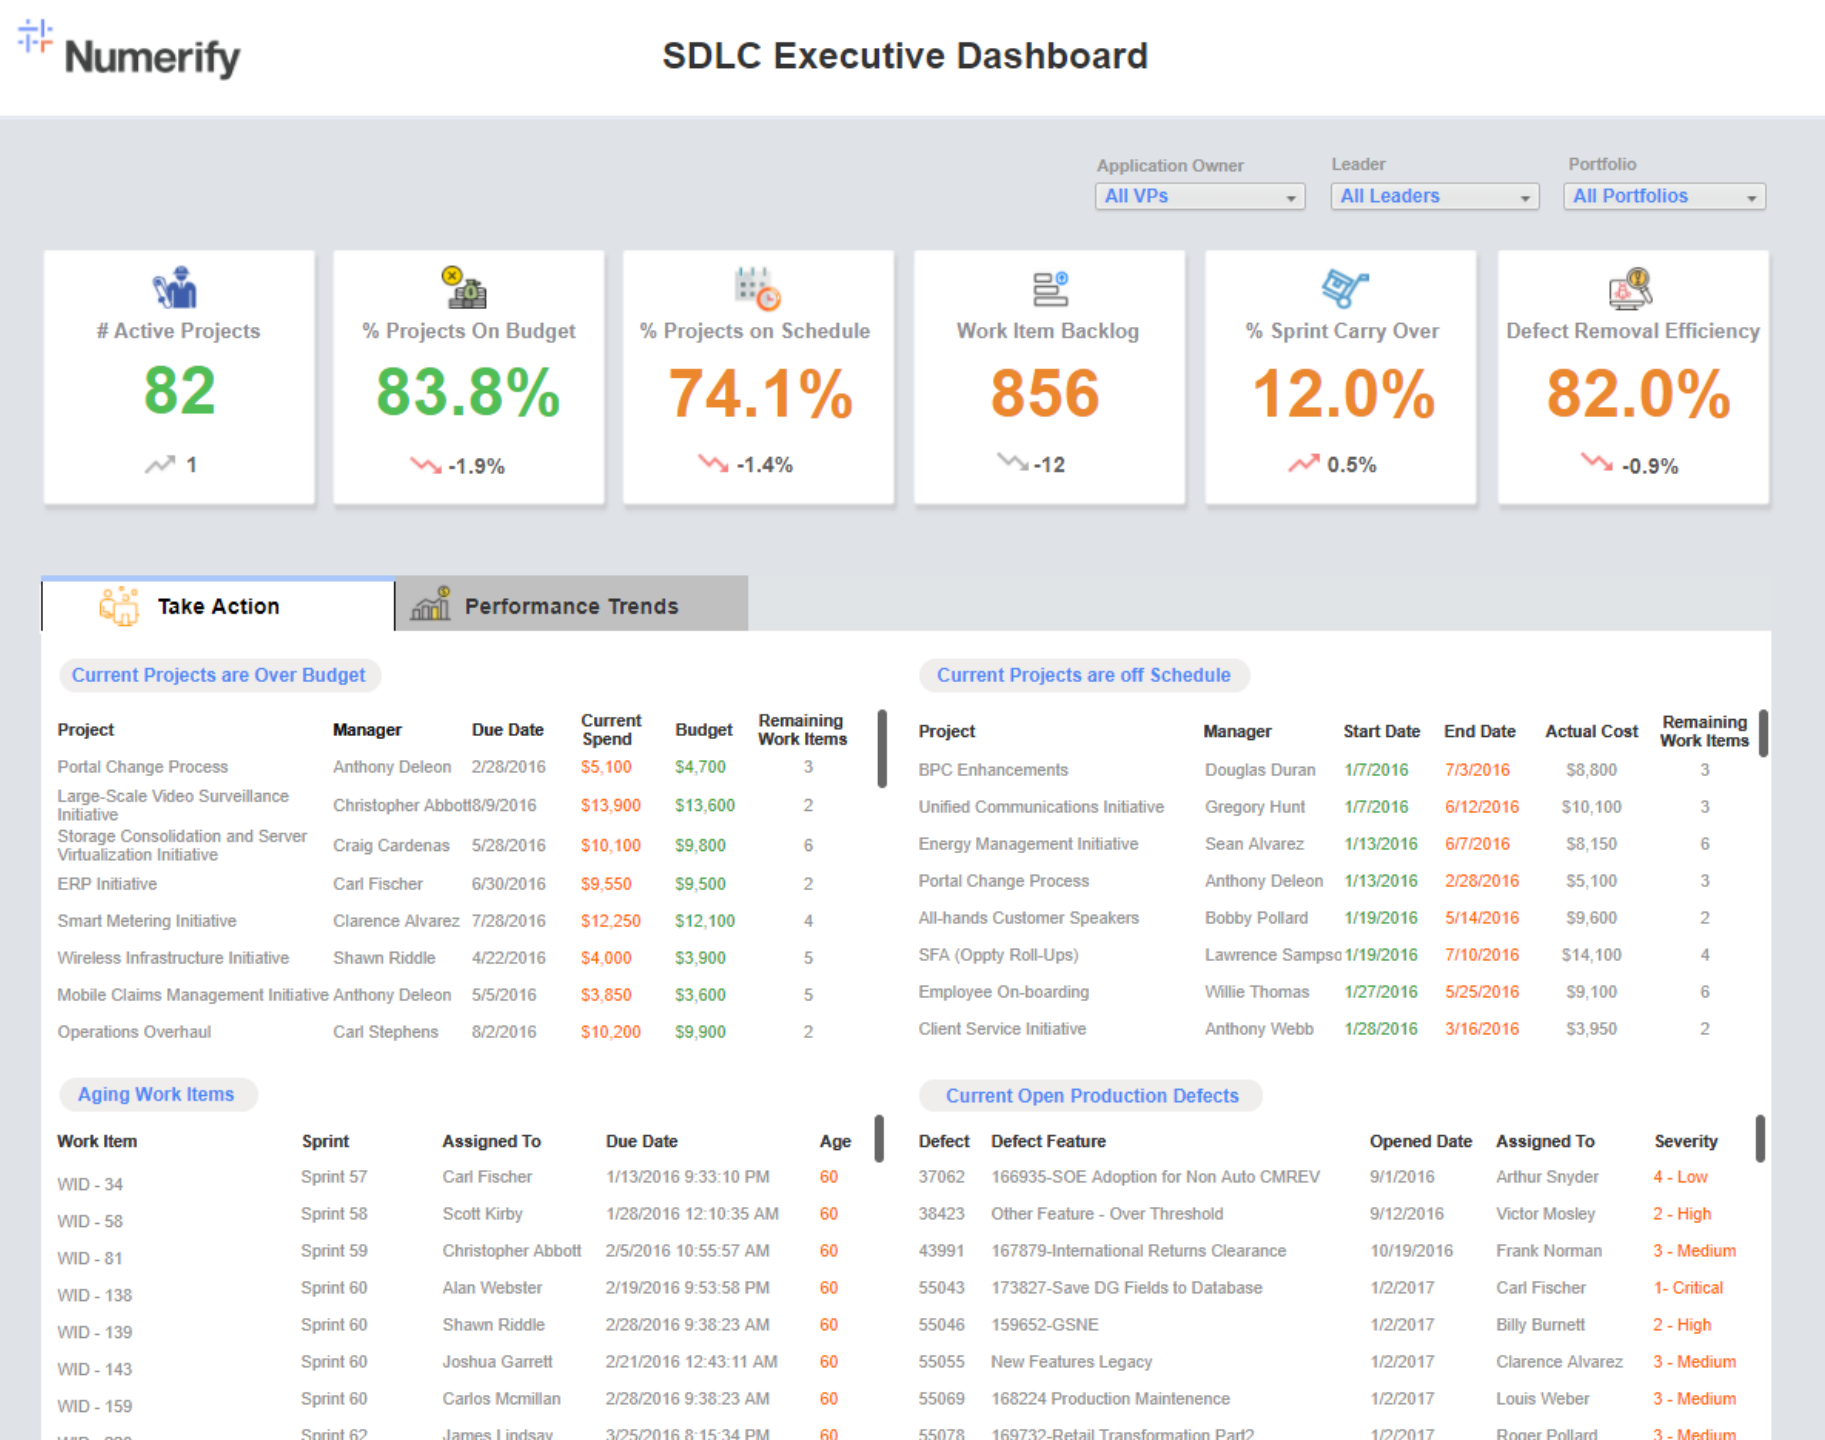 Numerify
SDLC Executive Dashboard
Application Owner Leader Portfolio
All VPs All Leaders All Portfolios
# Active Projects % Projects On Budget % Projects on Schedule Work Item Backlog % Sprint Carry Over Defect Removal Efficiency
82 83.8% 74.1% 856 12.0% 82.0%
1 -1.9% -1.4% -12 0.5% -0.9%
Take Action Performance Trends
Current Projects are Over Budget
Project Manager Due Date Current Spend Budget Remaining Work Items
Portal Change Process Anthony Deleon 2/28/2016 $5,100 $4,700 3
Large-Scale Video Surveillance Initiative Christopher Abbott 8/9/2016 $13,900 $13,600 2
Storage Consolidation and Server Virtualization Initiative Craig Cardenas 5/28/2016 $10,100 $9,800 6
ERP Initiative Carl Fischer 6/30/2016 $9,550 $9,500 2
Smart Metering Initiative Clarence Alvarez 7/28/2016 $12,250 $12,100 4
Wireless Infrastructure Initiative Shawn Riddle 4/22/2016 $4,000 $3,900 5
Mobile Claims Management Initiative Anthony Deleon 5/5/2016 $3,850 $3,600 5
Operations Overhaul Carl Stephens 8/2/2016 $10,200 $9,900 2
Current Projects are off Schedule
Project Manager Start Date End Date Actual Cost Remaining Work Items
BPC Enhancements Douglas Duran 1/7/2016 7/3/2016 $8,800 3
Unified Communications Initiative Gregory Hunt 1/7/2016 6/12/2016 $10,100 3
Energy Management Initiative Sean Alvarez 1/13/2016 6/7/2016 $8,150 6
Portal Change Process Anthony Deleon 1/13/2016 2/28/2016 $5,100 3
All-hands Customer Speakers Bobby Pollard 1/19/2016 5/14/2016 $9,600 2
SFA (Oppty Roll-Ups) Lawrence Sampso 1/19/2016 7/10/2016 $14,100 4
Employee On-boarding Willie Thomas 1/27/2016 5/25/2016 $9,100 6
Client Service Initiative Anthony Webb 1/28/2016 3/16/2016 $3,950 2
Aging Work Items
Work Item Sprint Assigned To Due Date Age
WID - 34 Sprint 57 Carl Fischer 1/13/2016 9:33:10 PM 60
WID - 58 Sprint 58 Scott Kirby 1/28/2016 12:10:35 AM 60
WID - 81 Sprint 59 Christopher Abbott 2/5/2016 10:55:57 AM 60
WID - 138 Sprint 60 Alan Webster 2/19/2016 9:53:58 PM 60
WID - 139 Sprint 60 Shawn Riddle 2/28/2016 9:38:23 AM 60
WID - 143 Sprint 60 Joshua Garrett 2/21/2016 12:43:11 AM 60
WID - 159 Sprint 60 Carlos Mcmillan 2/28/2016 9:38:23 AM 60
Sprint 62 James Lindsay 3/25/2016 8:15:34 PM 60
Current Open Production Defects
Defect Defect Feature Opened Date Assigned To Severity
37062 166935-SOE Adoption for Non Auto CMREV 9/1/2016 Arthur Snyder 4 - Low
38423 Other Feature - Over Threshold 9/12/2016 Victor Mosley 2 - High
43991 167879-International Returns Clearance 10/19/2016 Frank Norman 3 - Medium
55043 173827-Save DG Fields to Database 1/2/2017 Carl Fischer 1- Critical
55046 159652-GSNE 1/2/2017 Billy Burnett 2 - High
55055 New Features Legacy 1/2/2017 Clarence Alvarez 3 - Medium
55069 168224 Production Maintenence 1/2/2017 Louis Weber 3 - Medium
55078 169732-Retail Transformation Part2 1/2/2017 Roger Pollard 3 - Medium